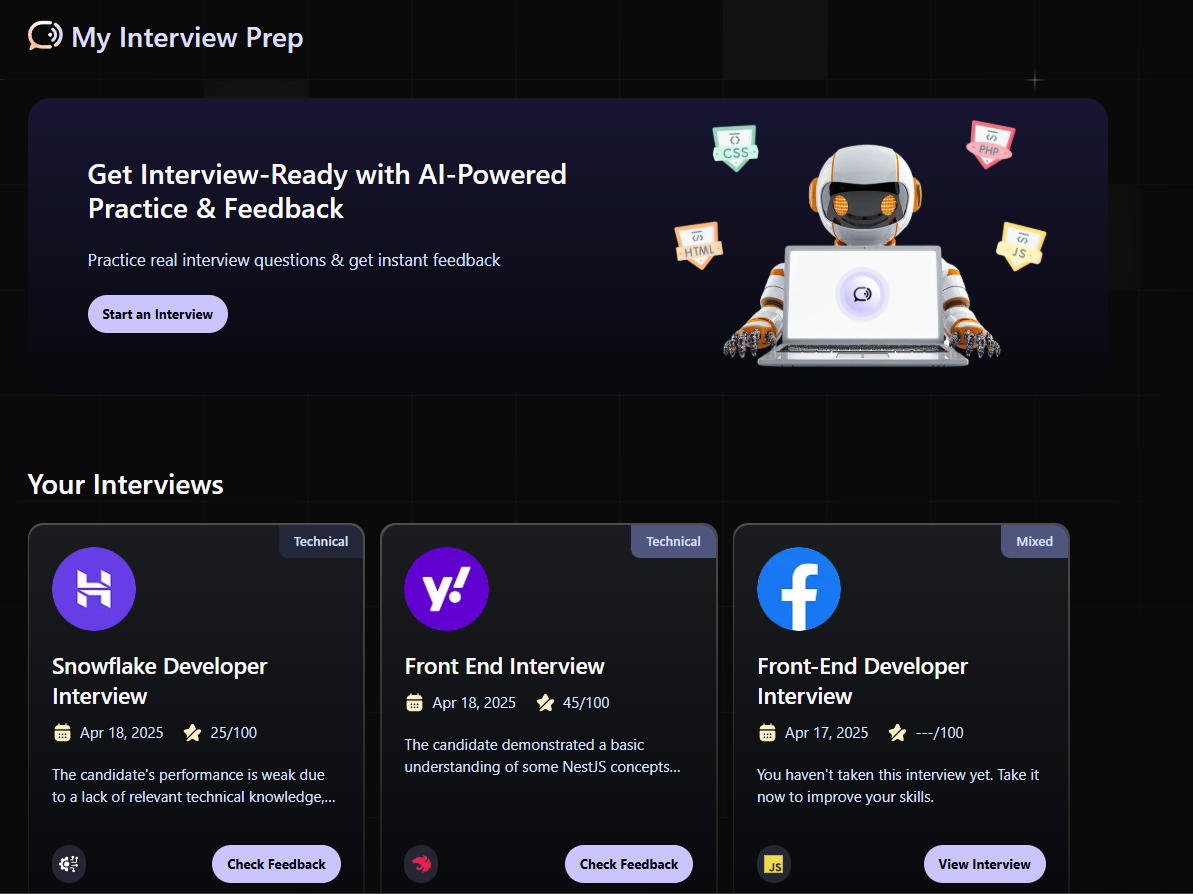 My Interview Prep
Get Interview-Ready with AI-Powered
Practice & Feedback
Practice real interview questions & get instant feedback
Start an Interview
CSS
PHP
HTML
JS
Your Interviews
Technical
Snowflake Developer
Interview
Apr 18, 2025 25/100
The candidate's performance is weak due
to a lack of relevant technical knowledge,...
Check Feedback
Technical
y!
Front End Interview
Apr 18, 2025 45/100
The candidate demonstrated a basic
understanding of some NestJS concepts...
Check Feedback
Mixed
f
Front-End Developer
Interview
Apr 17, 2025 ---/100
You haven't taken this interview yet. Take it
now to improve your skills.
JS
View Interview